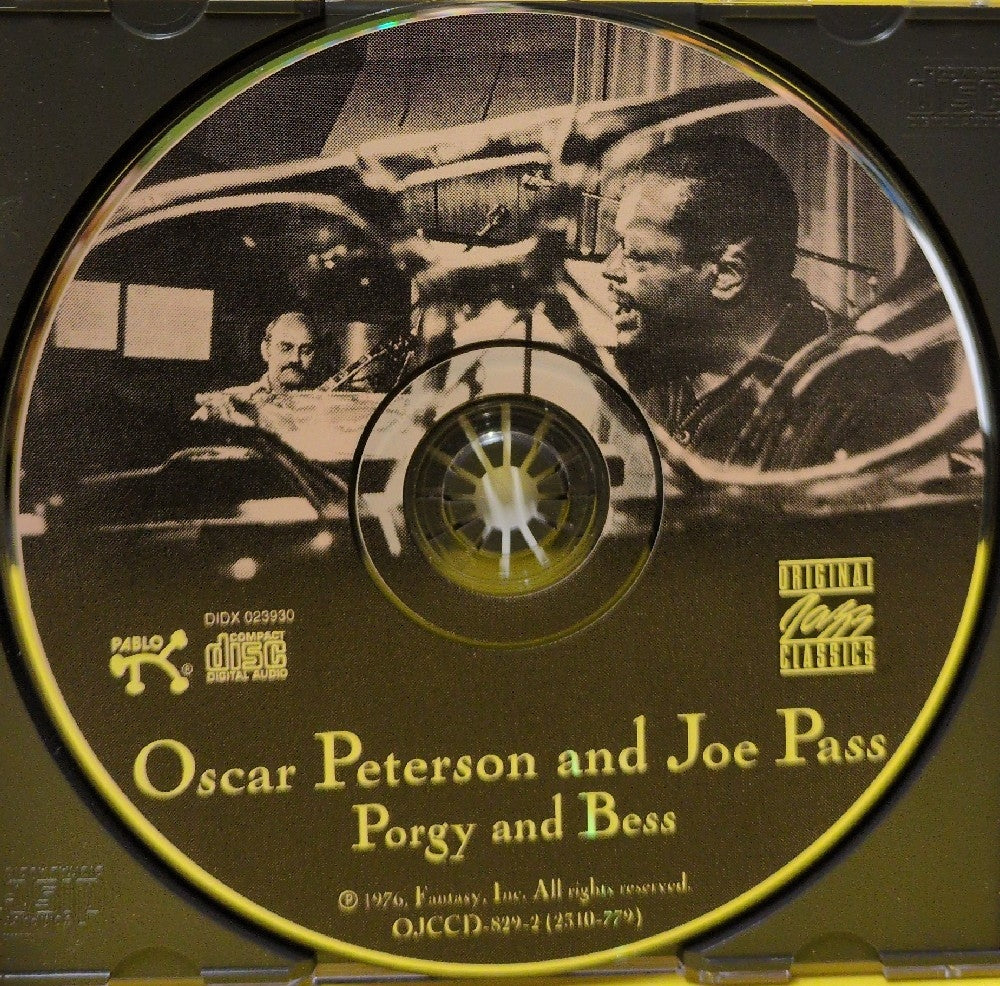 DIDX 023930
PABLO
®
COMPACT
disc
DIGITAL AUDIO
ORIGINAL
Jazz
CLASSICS
Oscar Peterson and Joe Pass
Porgy and Bess
℗ 1976, Fantasy, Inc. All rights reserved.
OJCCD-829-2 (2310-779)